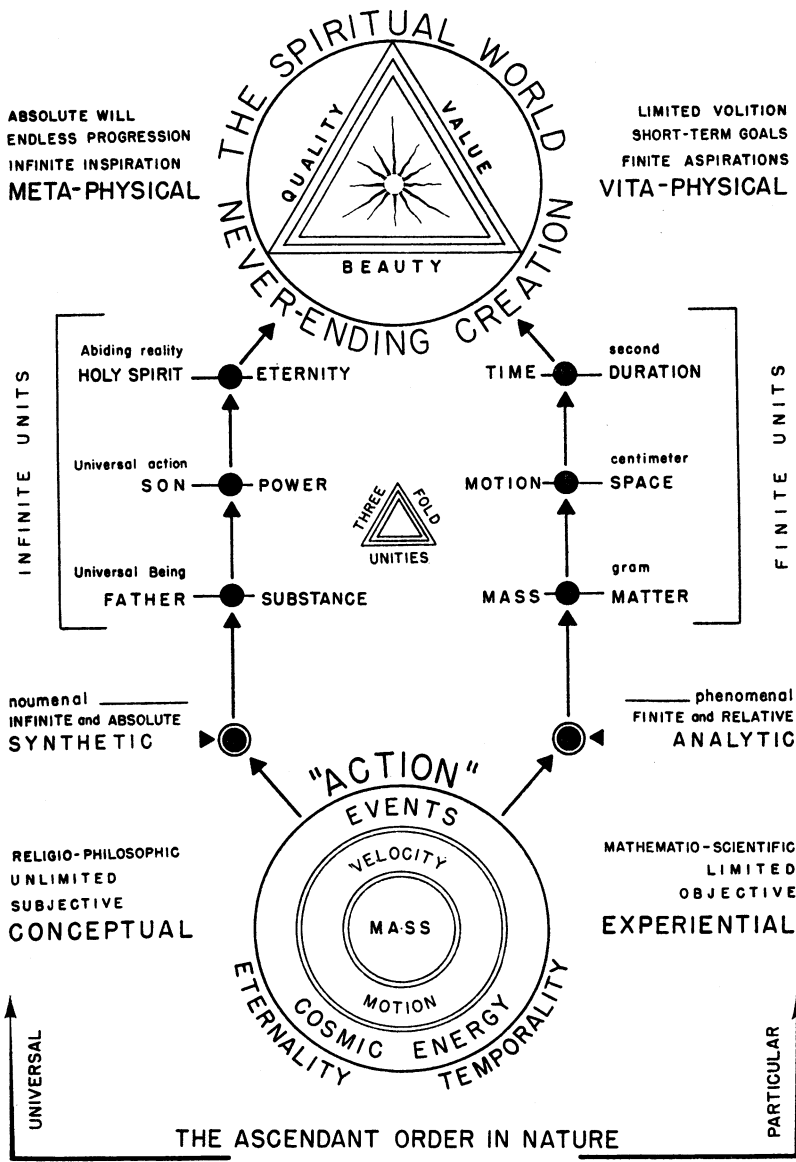 THE SPIRITUAL WORLD
NEVER-ENDING CREATION
QUALITY
VALUE
BEAUTY
ABSOLUTE WILL
ENDLESS PROGRESSION
INFINITE INSPIRATION
META-PHYSICAL
LIMITED VOLITION
SHORT-TERM GOALS
FINITE ASPIRATIONS
VITA-PHYSICAL
INFINITE UNITS
Abiding reality
HOLY SPIRIT ETERNITY
Universal action
SON POWER
Universal Being
FATHER SUBSTANCE
THREE FOLD
UNITIES
second
TIME DURATION
centimeter
MOTION SPACE
gram
MASS MATTER
FINITE UNITS
noumenal
INFINITE and ABSOLUTE
SYNTHETIC
phenomenal
FINITE and RELATIVE
ANALYTIC
"ACTION"
EVENTS
VELOCITY
MASS
MOTION
COSMIC ENERGY
ETERNALITY
TEMPORALITY
RELIGIO-PHILOSOPHIC
UNLIMITED
SUBJECTIVE
CONCEPTUAL
MATHEMATIO-SCIENTIFIC
LIMITED
OBJECTIVE
EXPERIENTIAL
UNIVERSAL
PARTICULAR
THE ASCENDANT ORDER IN NATURE